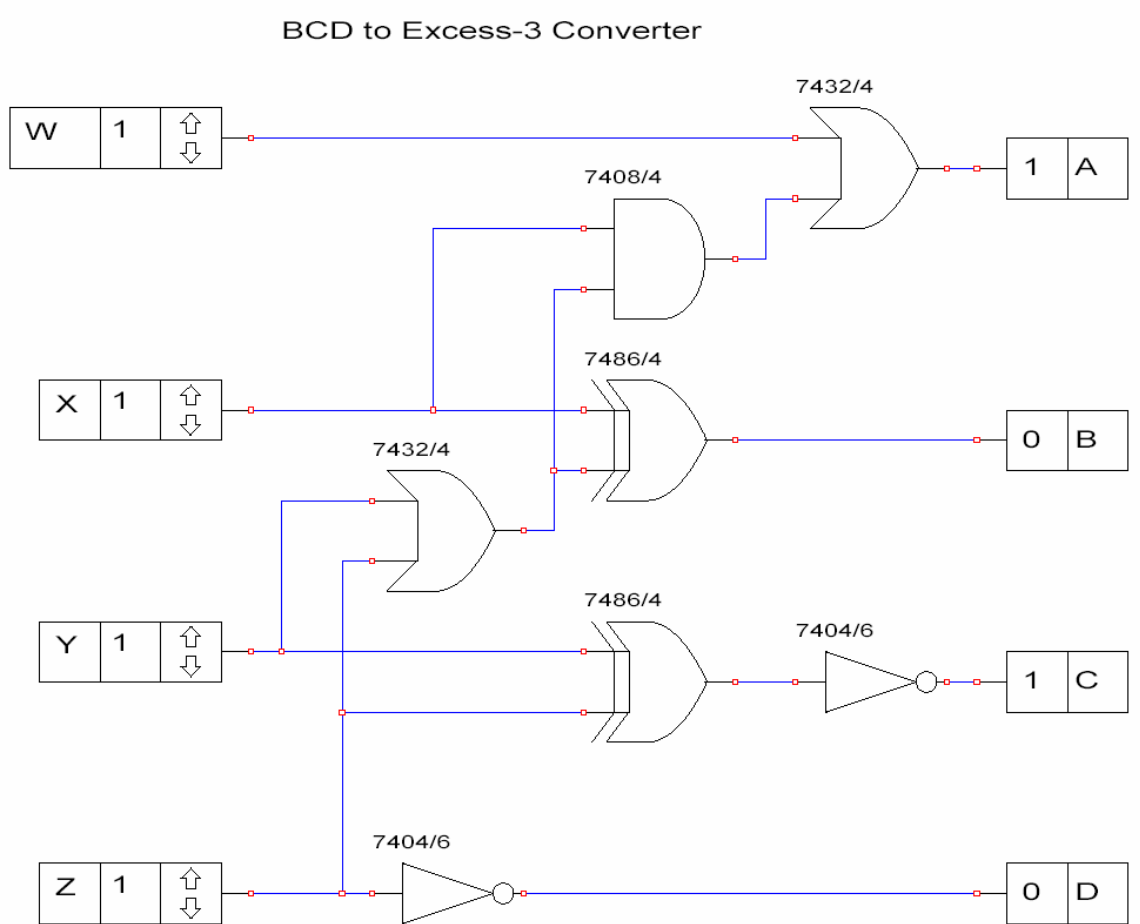 BCD to Excess-3 Converter
7432/4
W 1
1 A
7408/4
7486/4
X 1
0 B
7432/4
7486/4
Y 1
7404/6
1 C
7404/6
Z 1
0 D